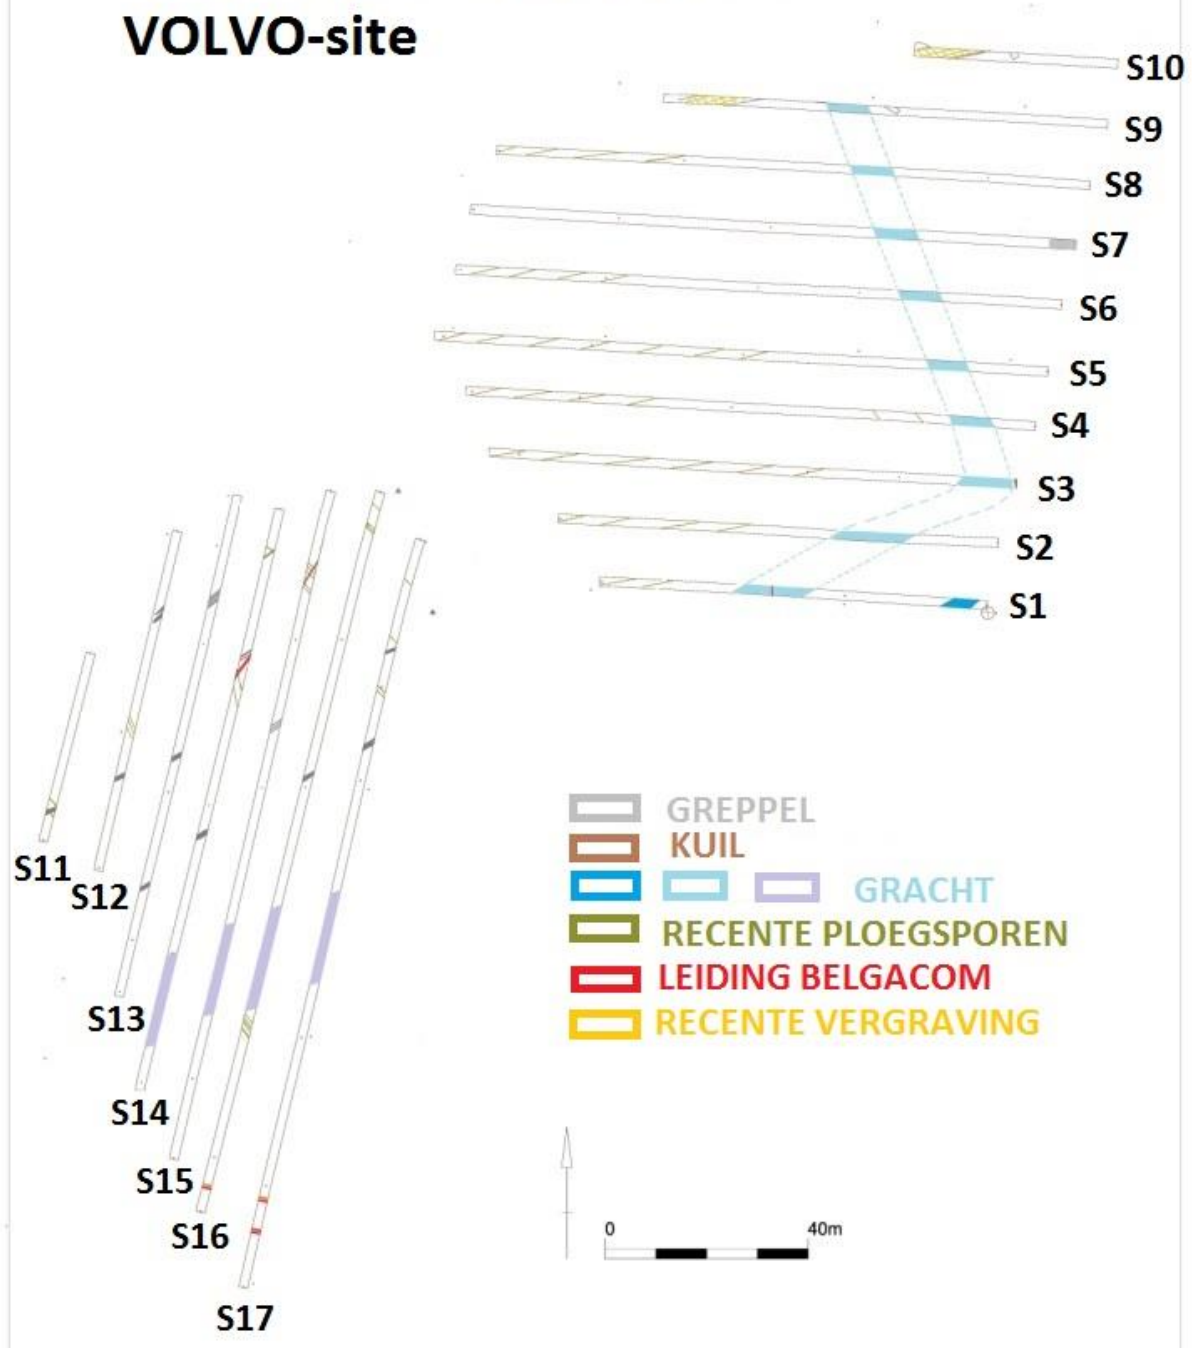 VOLVO-site
S10
S9
S8
S7
S6
S5
S4
S3
S2
S1
GREPPEL
KUIL
GRACHT
RECENTE PLOEGSPOREN
LEIDING BELGACOM
RECENTE VERGRAVING
S11
S12
S13
S14
S15
S16
S17
0 40m